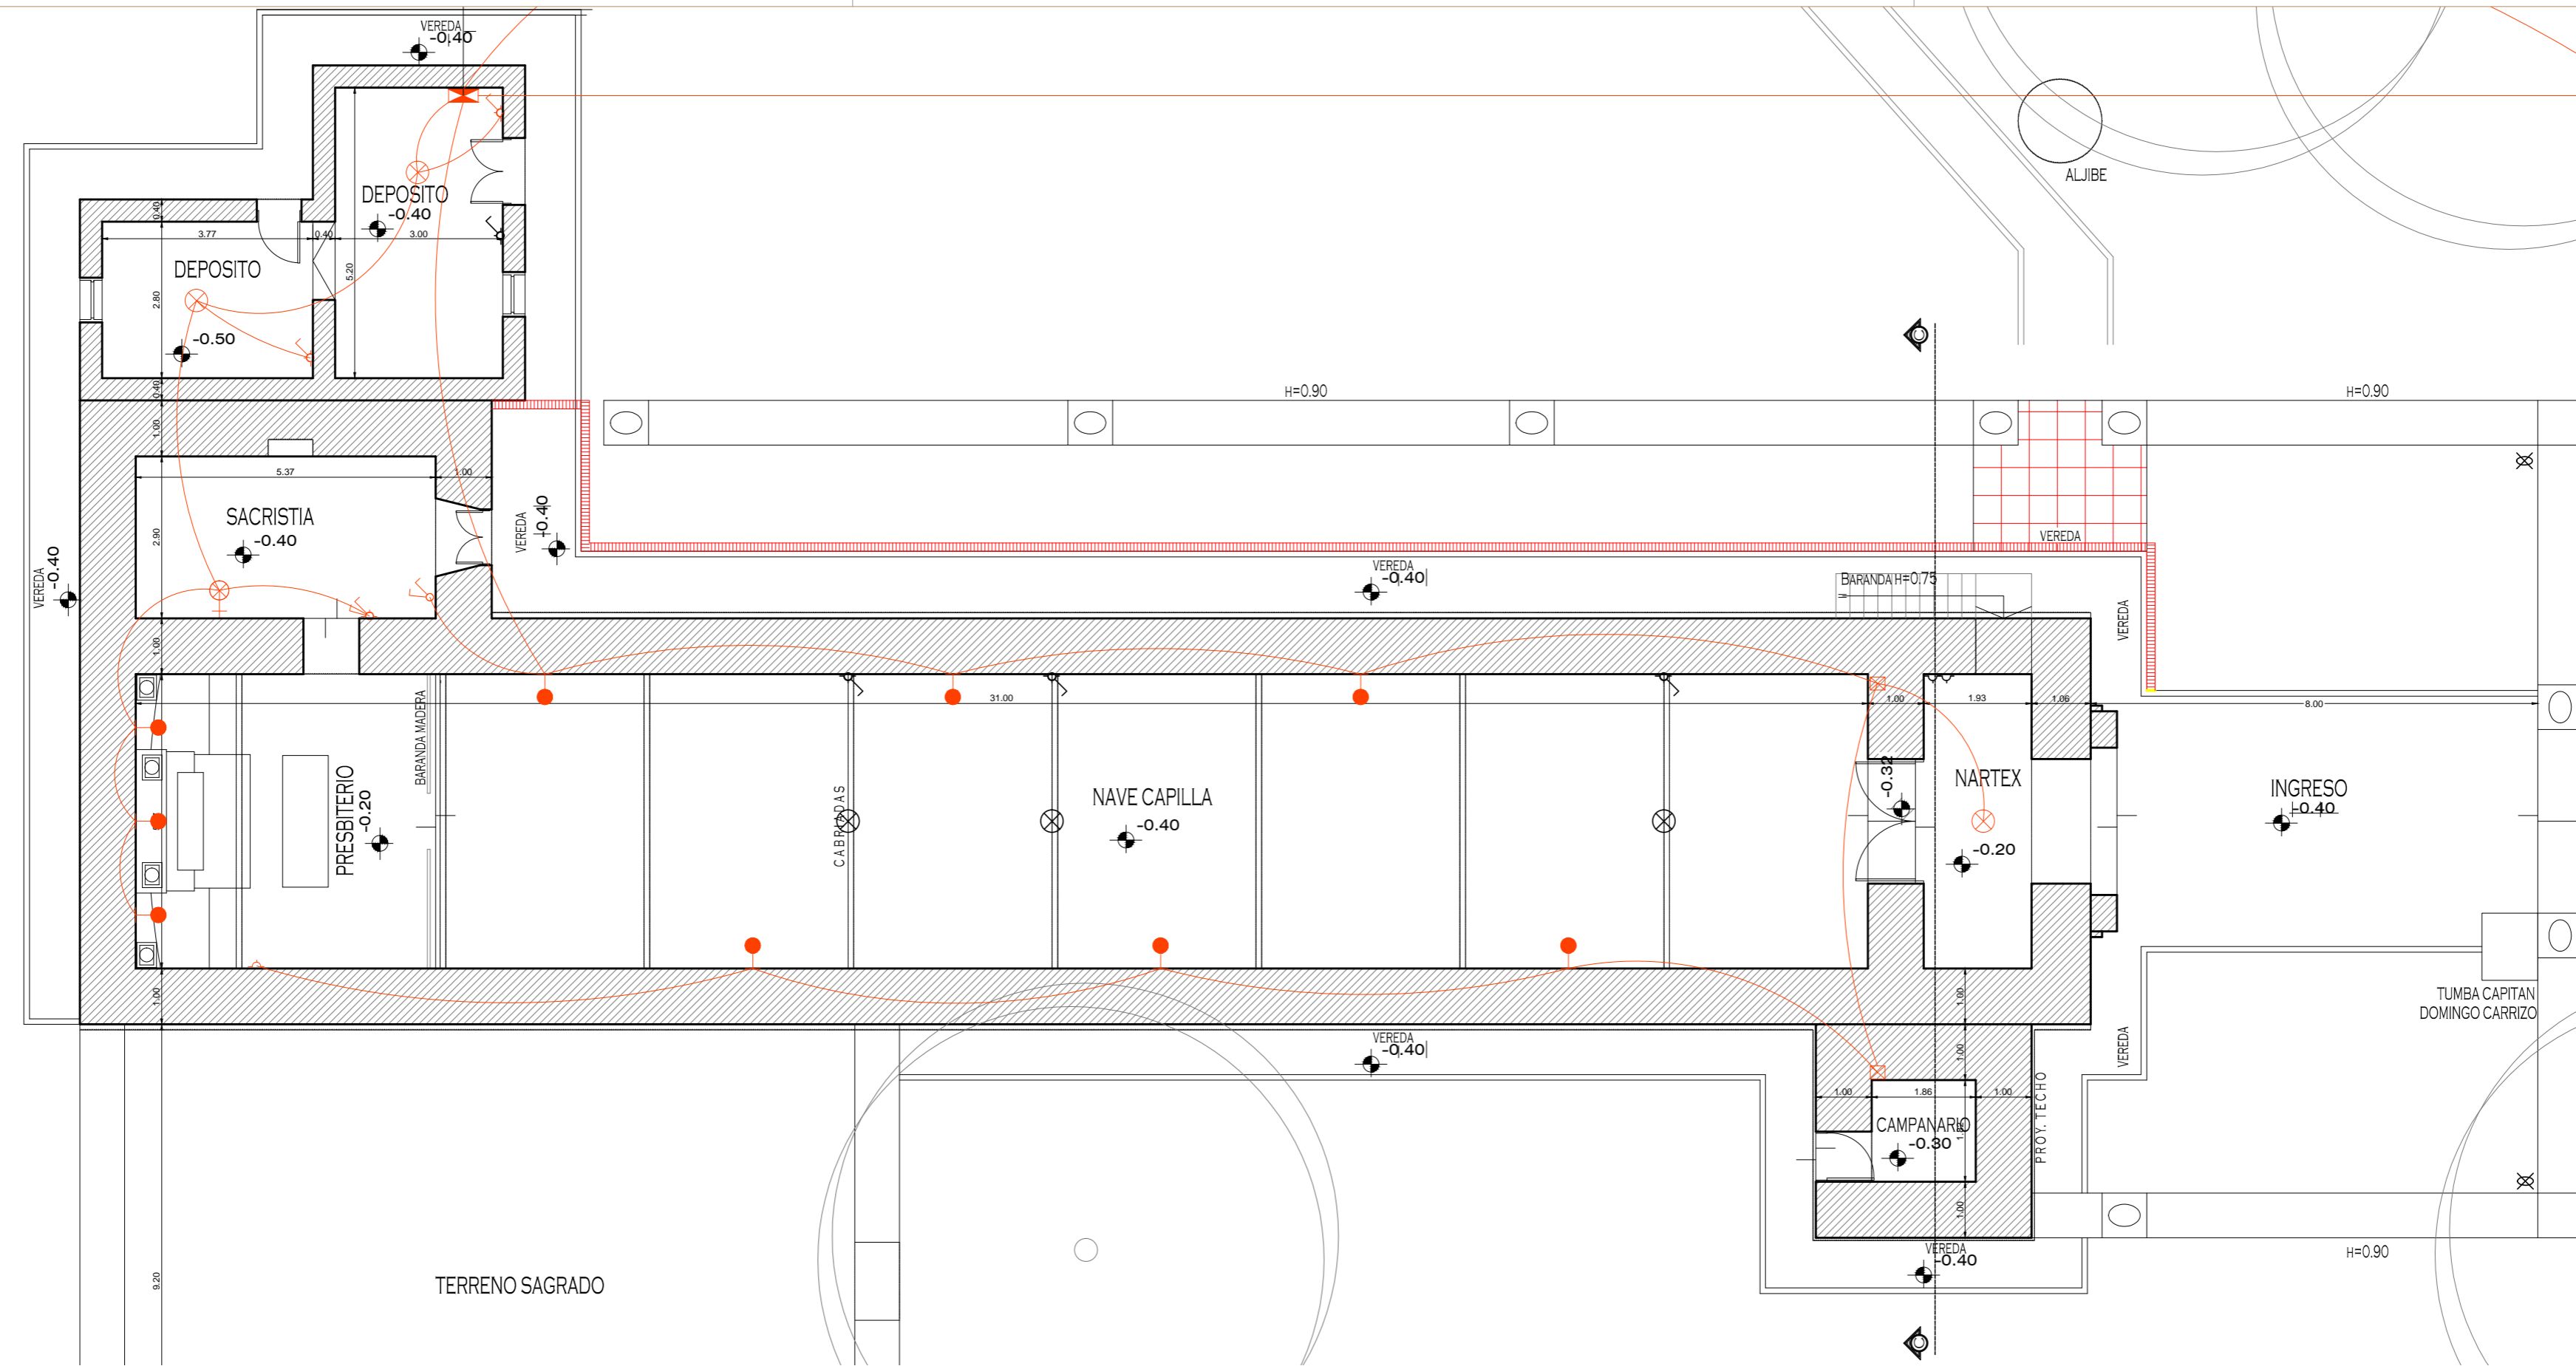 VEREDA
-0.40
ALJIBE
DEPOSITO
-0.40
0.40
3.77
0.40
3.00
DEPOSITO
5.20
2.80
-0.50
0.40
H=0.90
H=0.90
1.00
5.37
1.00
SACRISTIA
-0.40
2.90
VEREDA
-0.40
VEREDA
-0.40
VEREDA
VEREDA
-0.40
BARANDA H=0.75
VEREDA
1.00
31.00
1.00
1.93
1.06
8.00
BARANDA MADERA
PRESBITERIO
-0.20
CABRIADAS
NAVE CAPILLA
-0.40
-0.32
NARTEX
-0.20
INGRESO
-0.40
1.00
1.00
TUMBA CAPITAN
DOMINGO CARRIZO
VEREDA
-0.40
1.00
VEREDA
1.00
1.86
1.00
PROY. TECHO
CAMPANARIO
-0.30
1.00
VEREDA
-0.40
H=0.90
9.20
TERRENO SAGRADO
C
C